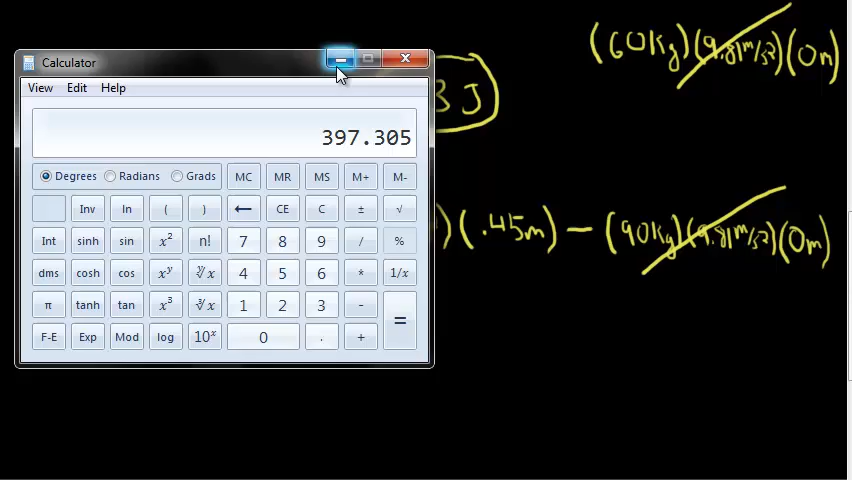 (60Kg)(9.81m/s²)(0m)
Calculator
View Edit Help
3 J
397.305
Degrees Radians Grads MC MR MS M+ M-
Inv ln ( ) ← CE C ± √
)(.45m) - (90Kg)(9.81m/s²)(0m)
Int sinh sin x² n! 7 8 9 / %
dms cosh cos xʸ ʸ√x 4 5 6 * 1/x
π tanh tan x³ ³√x 1 2 3 - =
F-E Exp Mod log 10ˣ 0 . +